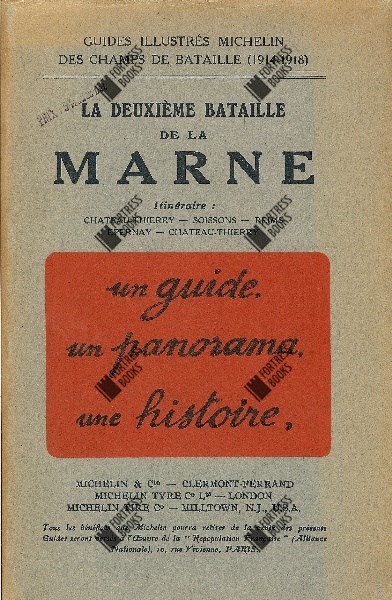 GUIDES ILLUSTRÉS MICHELIN
DES CHAMPS DE BATAILLE (1914-1918)
LA DEUXIÈME BATAILLE
DE LA
MARNE
Itinéraire :
CHATEAU-THIERRY — SOISSONS — REIMS
EPERNAY — CHATEAU-THIERRY
un guide.
un panorama.
une histoire.
MICHELIN & Cie — CLERMONT-FERRAND
MICHELIN TYRE Co Ld — LONDON
MICHELIN TIRE Co — MILLTOWN, N.J., U.S.A.
Tous les bénéfices que Michelin pourra retirer de la vente des présents
Guides seront versés à l'Œuvre de la "Repopulation Française" (Alliance
Nationale), 10, rue Vivienne, PARIS
FORTRESS BOOKS